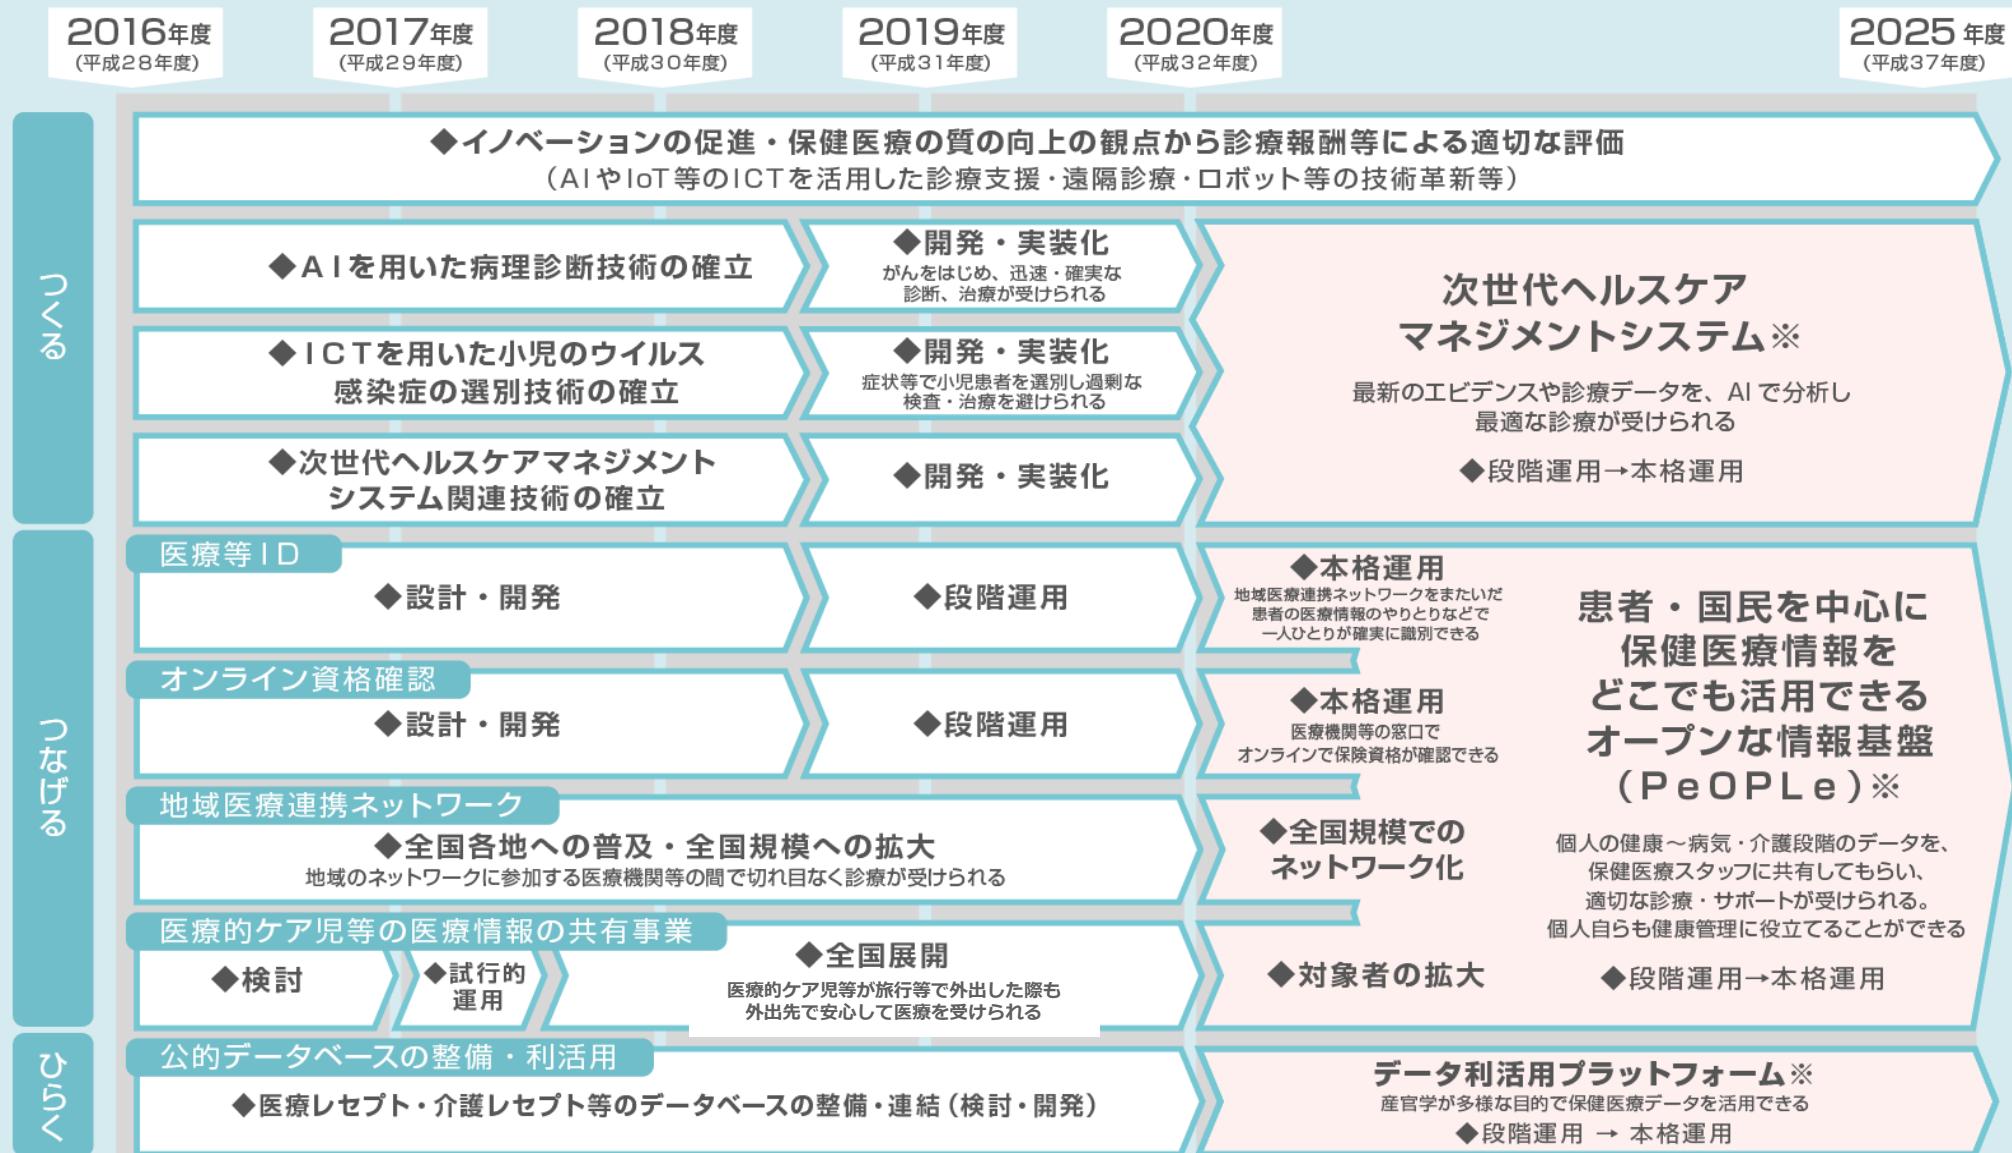 2016年度
(平成28年度)
2017年度
(平成29年度)
2018年度
(平成30年度)
2019年度
(平成31年度)
2020年度
(平成32年度)
2025年度
(平成37年度)
つくる
◆イノベーションの促進・保健医療の質の向上の観点から診療報酬等による適切な評価
(AIやIoT等のICTを活用した診療支援・遠隔診療・ロボット等の技術革新等)
◆AIを用いた病理診断技術の確立
◆開発・実装化
がんをはじめ、迅速・確実な
診断、治療が受けられる
◆ICTを用いた小児のウイルス
感染症の選別技術の確立
◆開発・実装化
症状等で小児患者を選別し過剰な
検査・治療を避けられる
◆次世代ヘルスケアマネジメント
システム関連技術の確立
◆開発・実装化
次世代ヘルスケア
マネジメントシステム※
最新のエビデンスや診療データを、AIで分析し
最適な診療が受けられる
◆段階運用→本格運用
つなげる
医療等ID
◆設計・開発
◆段階運用
◆本格運用
地域医療連携ネットワークをまたいだ
患者の医療情報のやりとりなどで
一人ひとりが確実に識別できる
オンライン資格確認
◆設計・開発
◆段階運用
◆本格運用
医療機関等の窓口で
オンラインで保険資格が確認できる
地域医療連携ネットワーク
◆全国各地への普及・全国規模への拡大
地域のネットワークに参加する医療機関等の間で切れ目なく診療が受けられる
◆全国規模での
ネットワーク化
医療的ケア児等の医療情報の共有事業
◆検討
◆試行的
運用
◆全国展開
医療的ケア児等が旅行等で外出した際も
外出先で安心して医療を受けられる
◆対象者の拡大
患者・国民を中心に
保健医療情報を
どこでも活用できる
オープンな情報基盤
(PeOPLe)※
個人の健康～病気・介護段階のデータを、
保健医療スタッフに共有してもらい、
適切な診療・サポートが受けられる。
個人自らも健康管理に役立てることができる
◆段階運用→本格運用
ひらく
公的データベースの整備・利活用
◆医療レセプト・介護レセプト等のデータベースの整備・連結(検討・開発)
データ利活用プラットフォーム※
産官学が多様な目的で保健医療データを活用できる
◆段階運用 → 本格運用